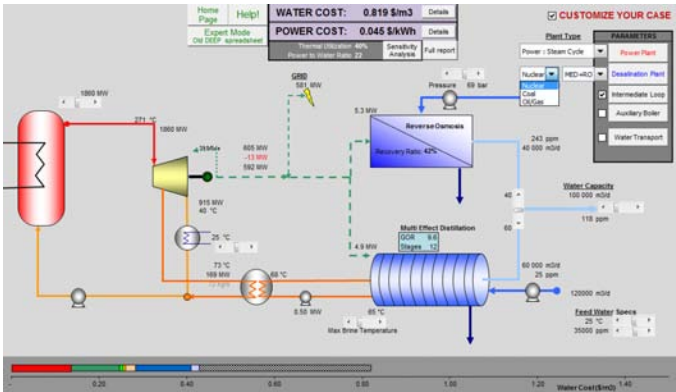 Home Page
Help!
Expert Mode
Old DEEP spreadsheet
WATER COST: 0.819 $/m3
Details
POWER COST: 0.045 $/kWh
Details
Thermal Utilization 40%
Power to Water Ratio: 22
Sensitivity Analysis
Full report
CUSTOMIZE YOUR CASE
Plant Type
Power : Steam Cycle
PARAMETERS
Power Plant
Nuclear
MED+RO
Desalination Plant
Nuclear
Coal
Oil/Gas
Intermediate Loop
Auxiliary Boiler
Water Transport
GRID
581 MW
Pressure 69 bar
1860 MW
271 °C
1860 MW
5.3 MW
Reverse Osmosis
Recovery Ratio: 42%
243 ppm
40 000 m3/d
605 MW
-13 MW
592 MW
915 MW
40 °C
25 °C
40
60
Water Capacity
100 000 m3/d
118 ppm
Multi Effect Distillation
GOR 9.6
Stages 12
4.9 MW
73 °C
169 MW
68 °C
60 000 m3/d
25 ppm
120000 m3/d
0.50 MW
65 °C
Max Brine Temperature
Feed Water Specs
25 °C
35000 ppm
0.20 0.40 0.60 0.80 1.00 1.20 1.40
Water Cost($/m3)